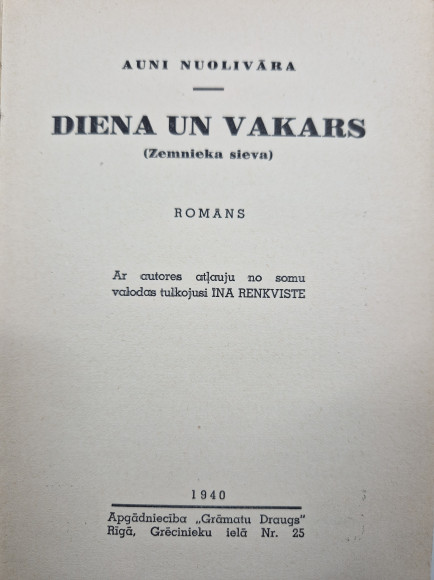 AUNI NUOLIVĀRA
DIENA UN VAKARS
(Zemnieka sieva)
ROMANS
Ar autores atļauju no somu
valodas tulkojusi INA RENKVISTE
1940
Apgādniecība „Grāmatu Draugs"
Rīgā, Grēcinieku ielā Nr. 25